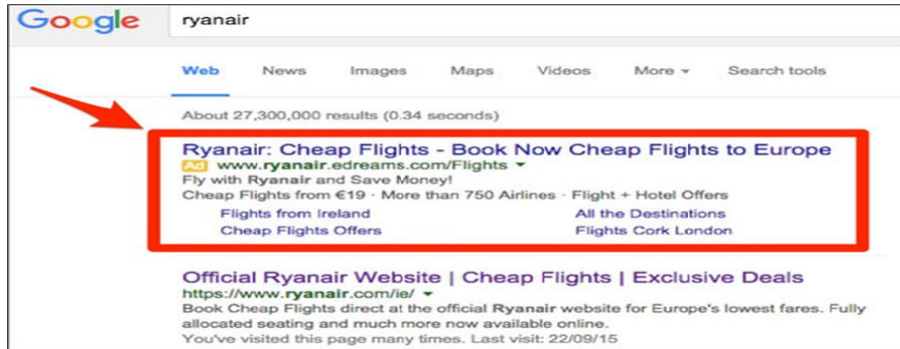 Google ryanair
Web News Images Maps Videos More Search tools
About 27,300,000 results (0.34 seconds)
Ryanair: Cheap Flights - Book Now Cheap Flights to Europe
Ad www.ryanair.edreams.com/Flights
Fly with Ryanair and Save Money!
Cheap Flights from €19 · More than 750 Airlines · Flight + Hotel Offers
Flights from Ireland All the Destinations
Cheap Flights Offers Flights Cork London
Official Ryanair Website | Cheap Flights | Exclusive Deals
https://www.ryanair.com/ie/
Book Cheap Flights direct at the official Ryanair website for Europe's lowest fares. Fully
allocated seating and much more now available online.
You've visited this page many times. Last visit: 22/09/15